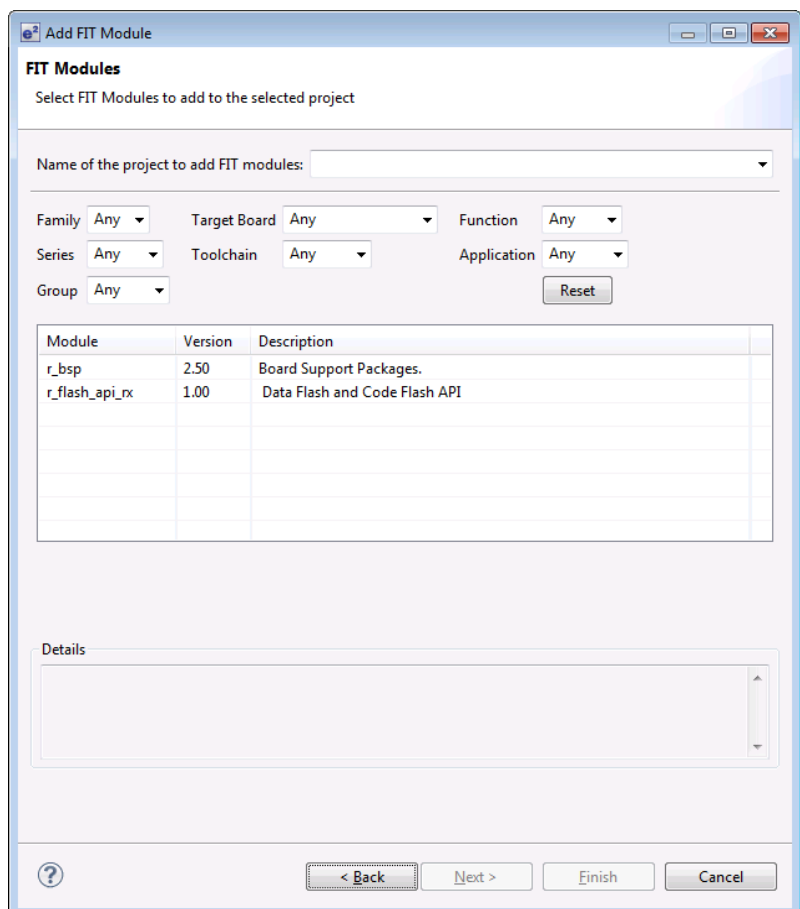 e² Add FIT Module
FIT Modules
Select FIT Modules to add to the selected project
Name of the project to add FIT modules:
Family Any Target Board Any Function Any
Series Any Toolchain Any Application Any
Group Any Reset
Module Version Description
r_bsp 2.50 Board Support Packages.
r_flash_api_rx 1.00 Data Flash and Code Flash API
Details
? < Back Next > Finish Cancel